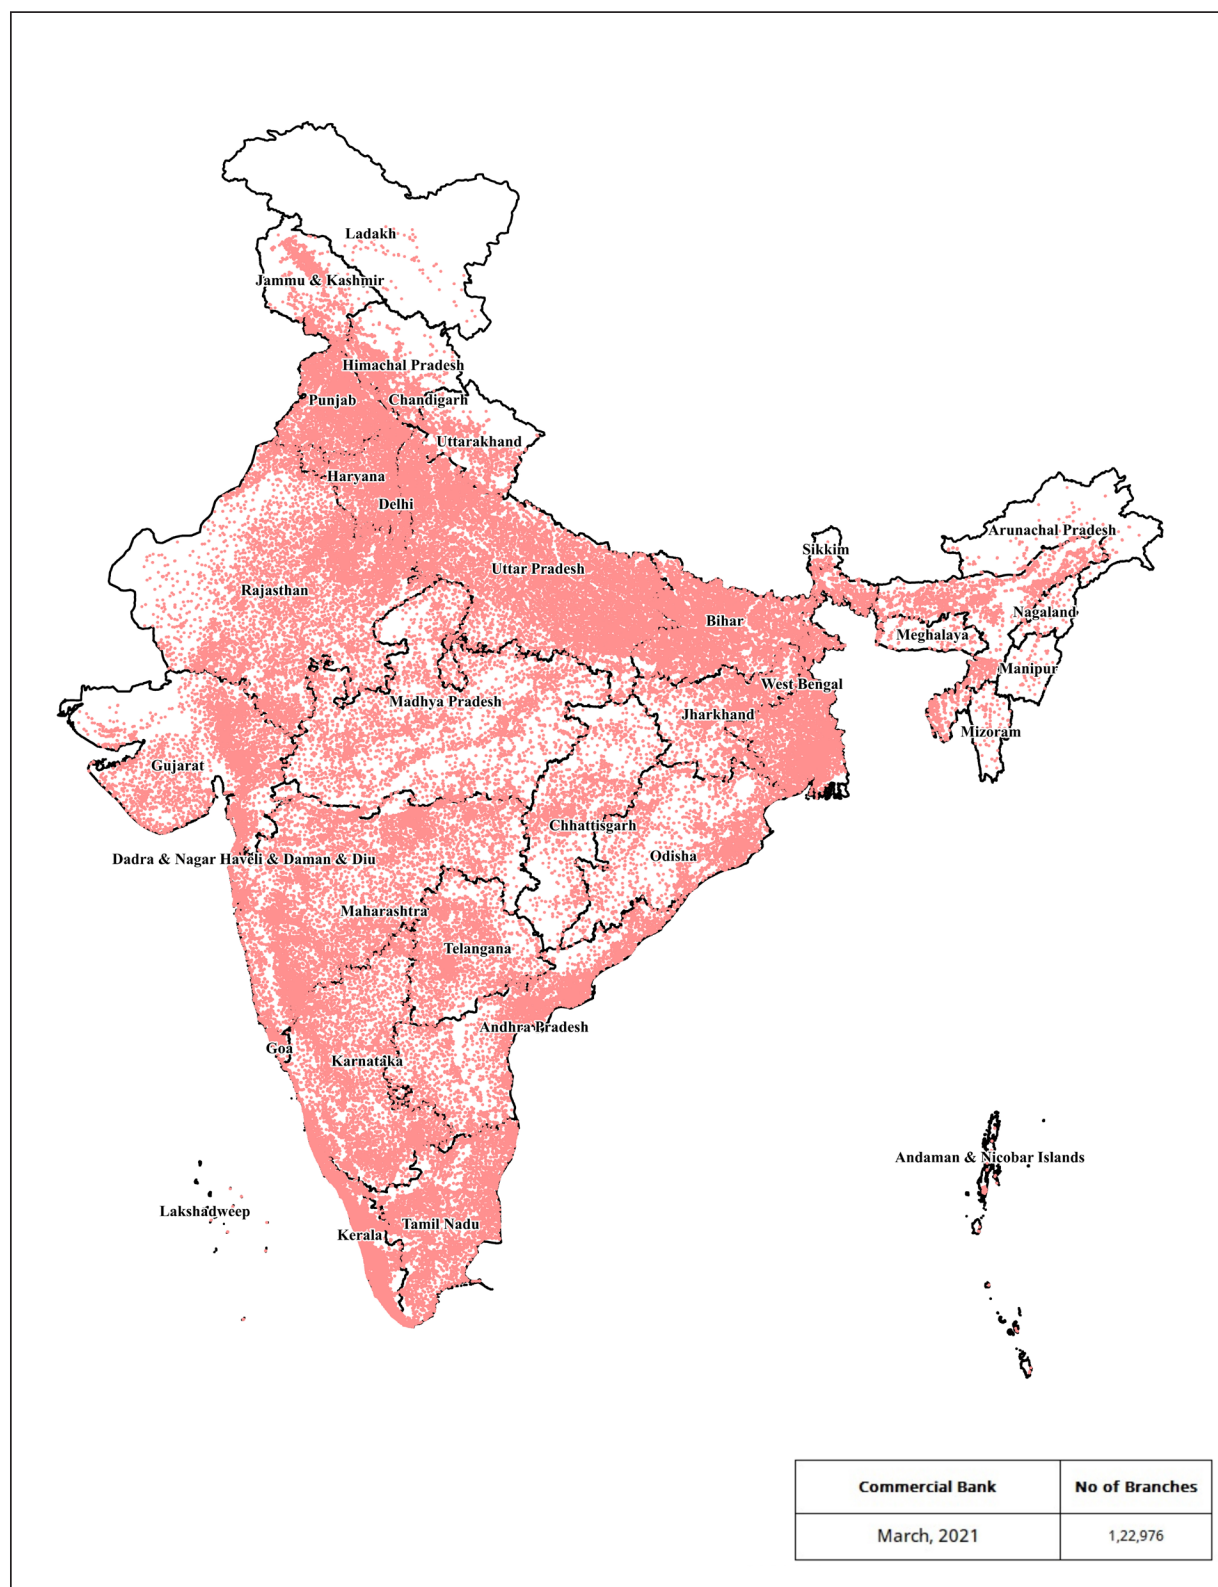 Ladakh
Jammu & Kashmir
Himachal Pradesh
Punjab
Chandigarh
Uttarakhand
Haryana
Delhi
Arunachal Pradesh
Sikkim
Uttar Pradesh
Rajasthan
Nagaland
Bihar
Meghalaya
Manipur
West Bengal
Madhya Pradesh
Jharkhand
Mizoram
Gujarat
Chhattisgarh
Odisha
Dadra & Nagar Haveli & Daman & Diu
Maharashtra
Telangana
Andhra Pradesh
Goa
Karnataka
Andaman & Nicobar Islands
Lakshadweep
Tamil Nadu
Kerala
Commercial Bank No of Branches
March, 2021 1,22,976